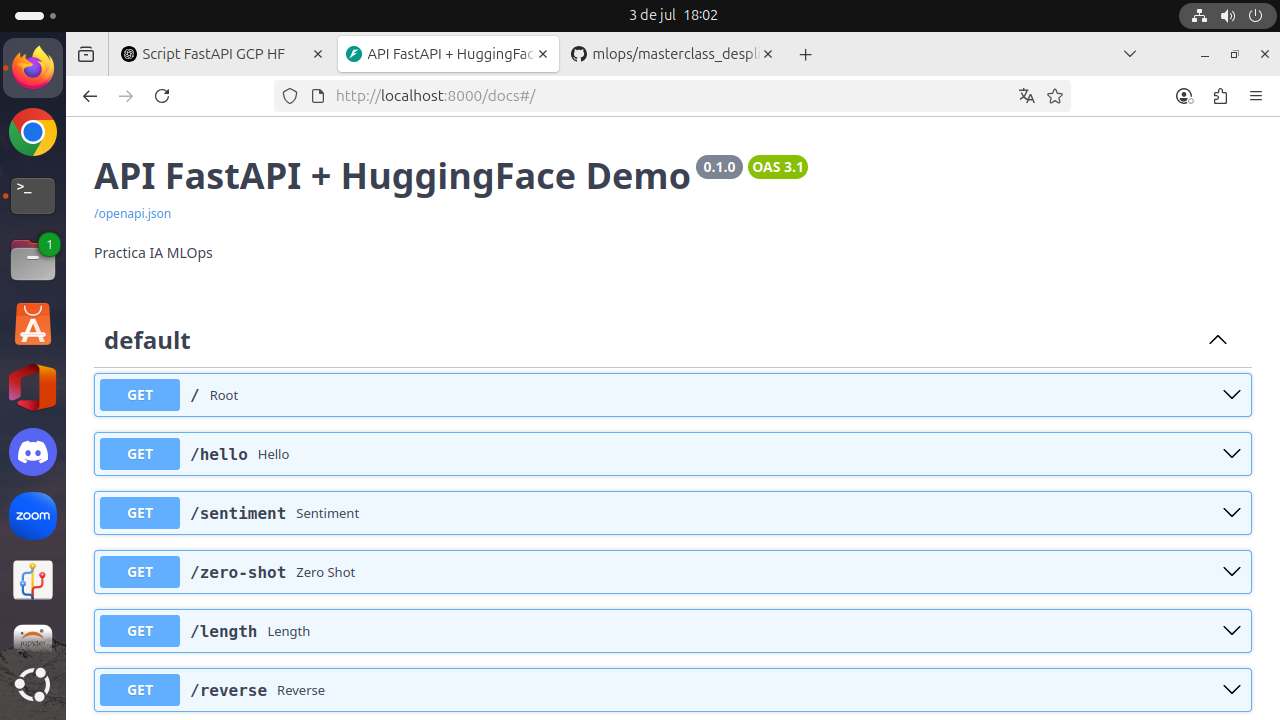 3 de jul 18:02
Script FastAPI GCP HF
API FastAPI + HuggingFac
mlops/masterclass_despli
http://localhost:8000/docs#/
1
zoom
jupyter
API FastAPI + HuggingFace Demo 0.1.0 OAS 3.1
/openapi.json
Practica IA MLOps
default
GET / Root
GET /hello Hello
GET /sentiment Sentiment
GET /zero-shot Zero Shot
GET /length Length
GET /reverse Reverse